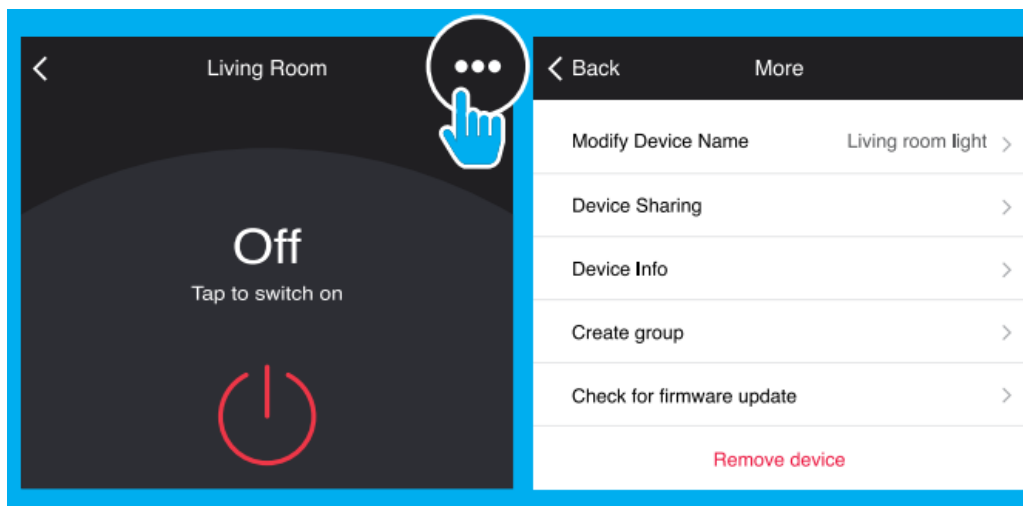 Living Room
Off
Tap to switch on
Back More
Modify Device Name Living room light
Device Sharing
Device Info
Create group
Check for firmware update
Remove device